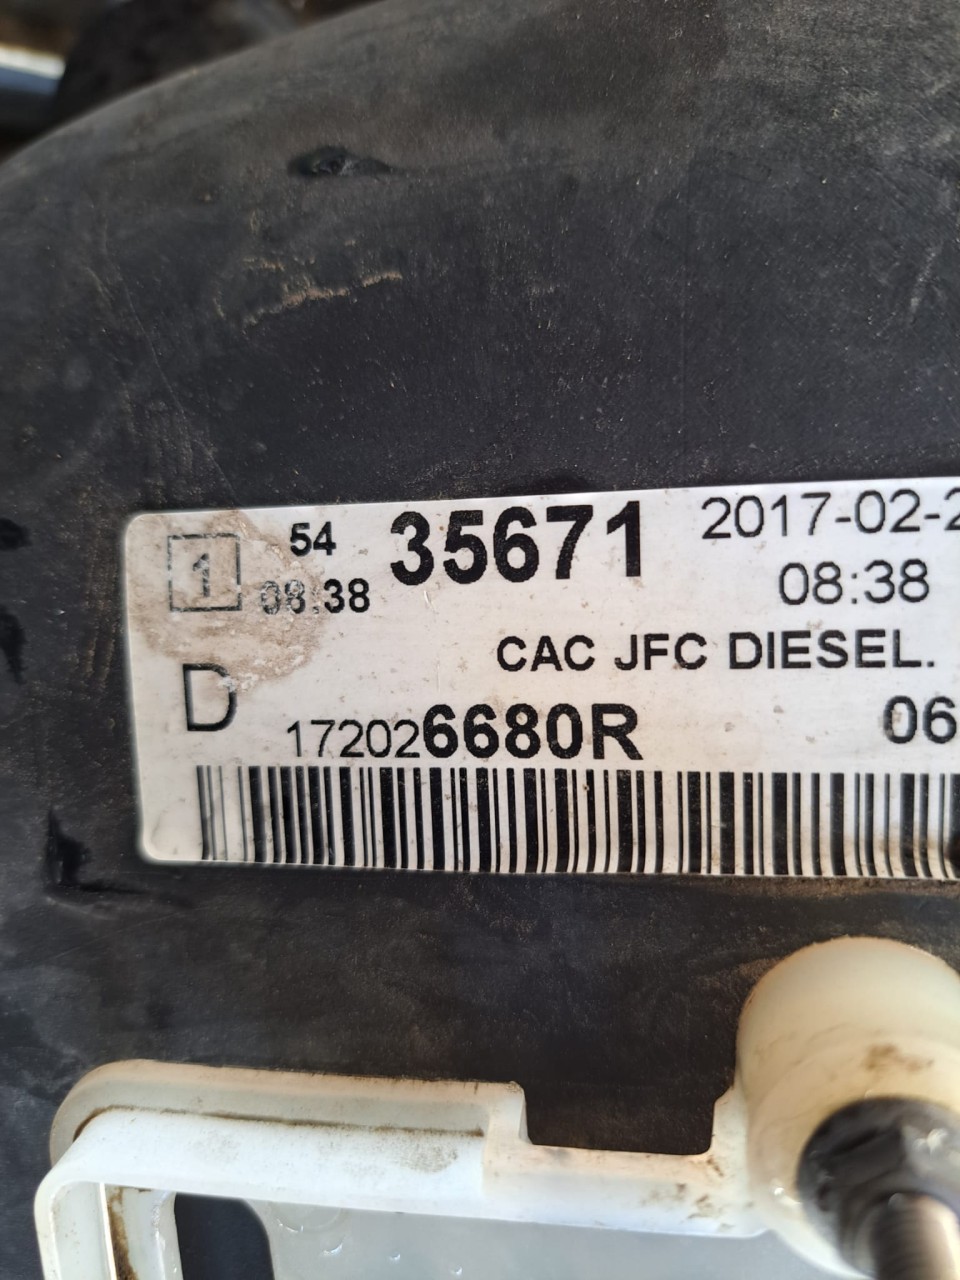 1 54 35671 2017-02-2
08:38 08:38
CAC JFC DIESEL.
D 172026680R 06